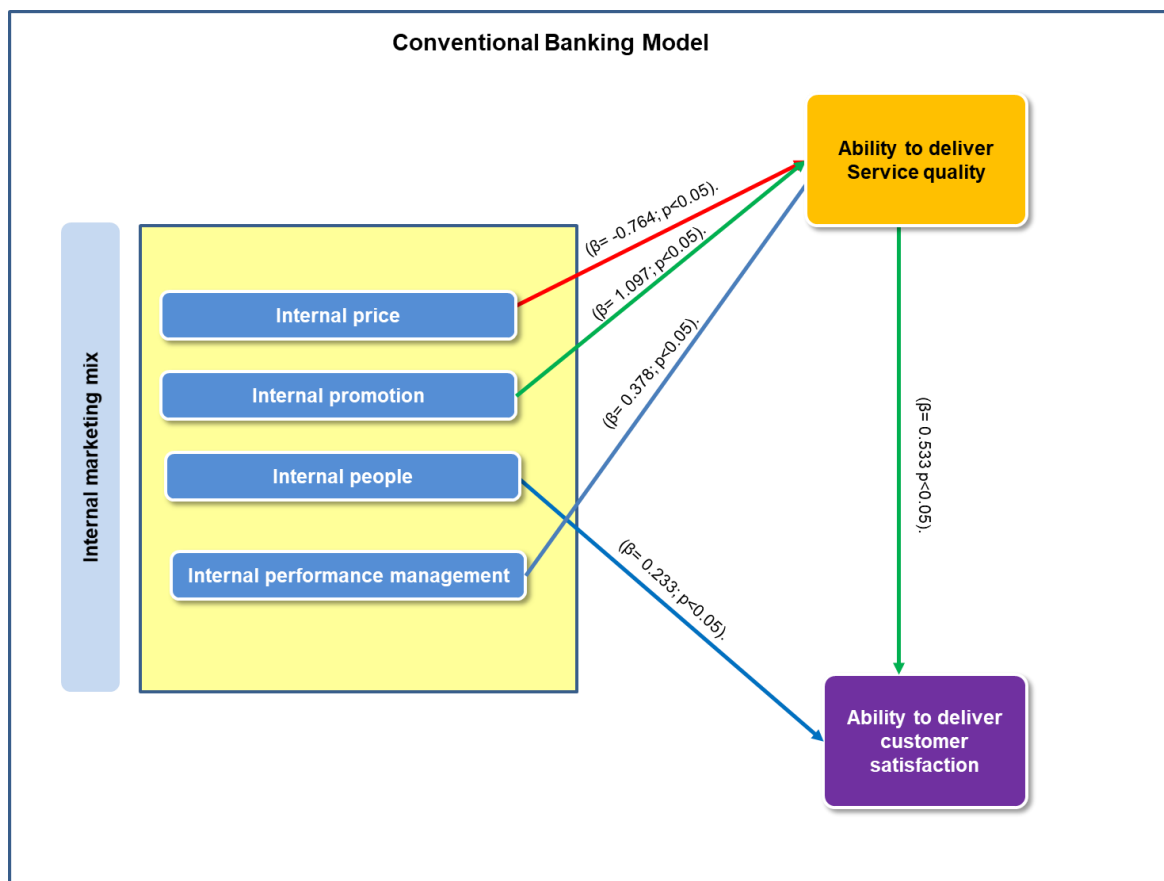 Conventional Banking Model
Ability to deliver
Service quality
(β= -0.764; p<0.05).
(β= 1.097; p<0.05).
(β= 0.378; p<0.05).
Internal marketing mix
Internal price
Internal promotion
Internal people
Internal performance management
(β= 0.533 p<0.05).
(β= 0.233; p<0.05).
Ability to deliver
customer
satisfaction